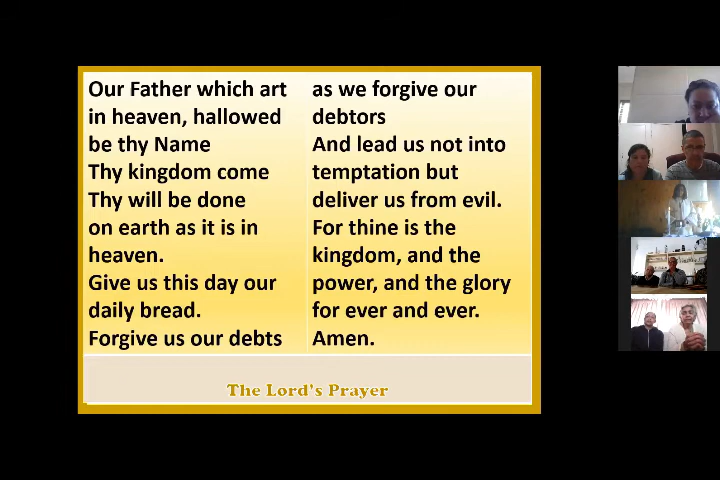 Our Father which art
in heaven, hallowed
be thy Name
Thy kingdom come
Thy will be done
on earth as it is in
heaven.
Give us this day our
daily bread.
Forgive us our debts
as we forgive our
debtors
And lead us not into
temptation but
deliver us from evil.
For thine is the
kingdom, and the
power, and the glory
for ever and ever.
Amen.
The Lord's Prayer